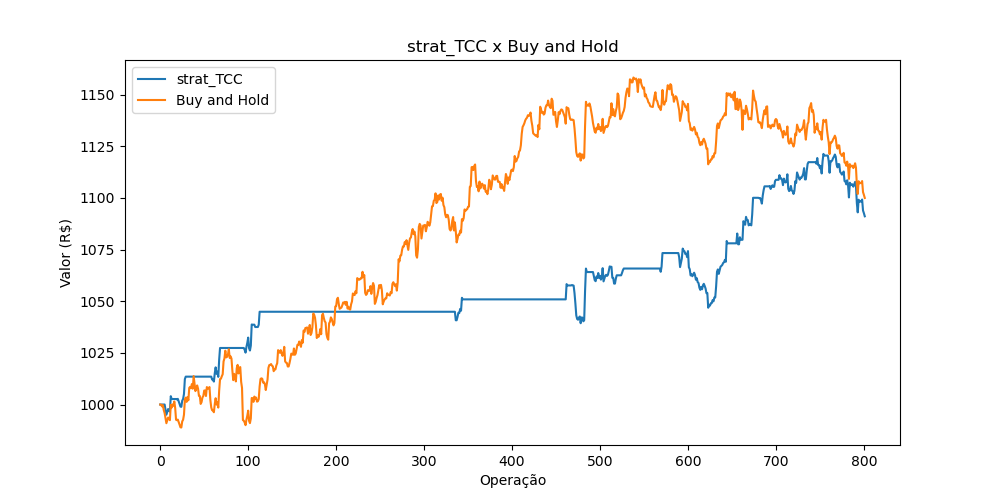 strat_TCC x Buy and Hold
strat_TCC
Buy and Hold
Valor (R$)
1150
1125
1100
1075
1050
1025
1000
0 100 200 300 400 500 600 700 800
Operação